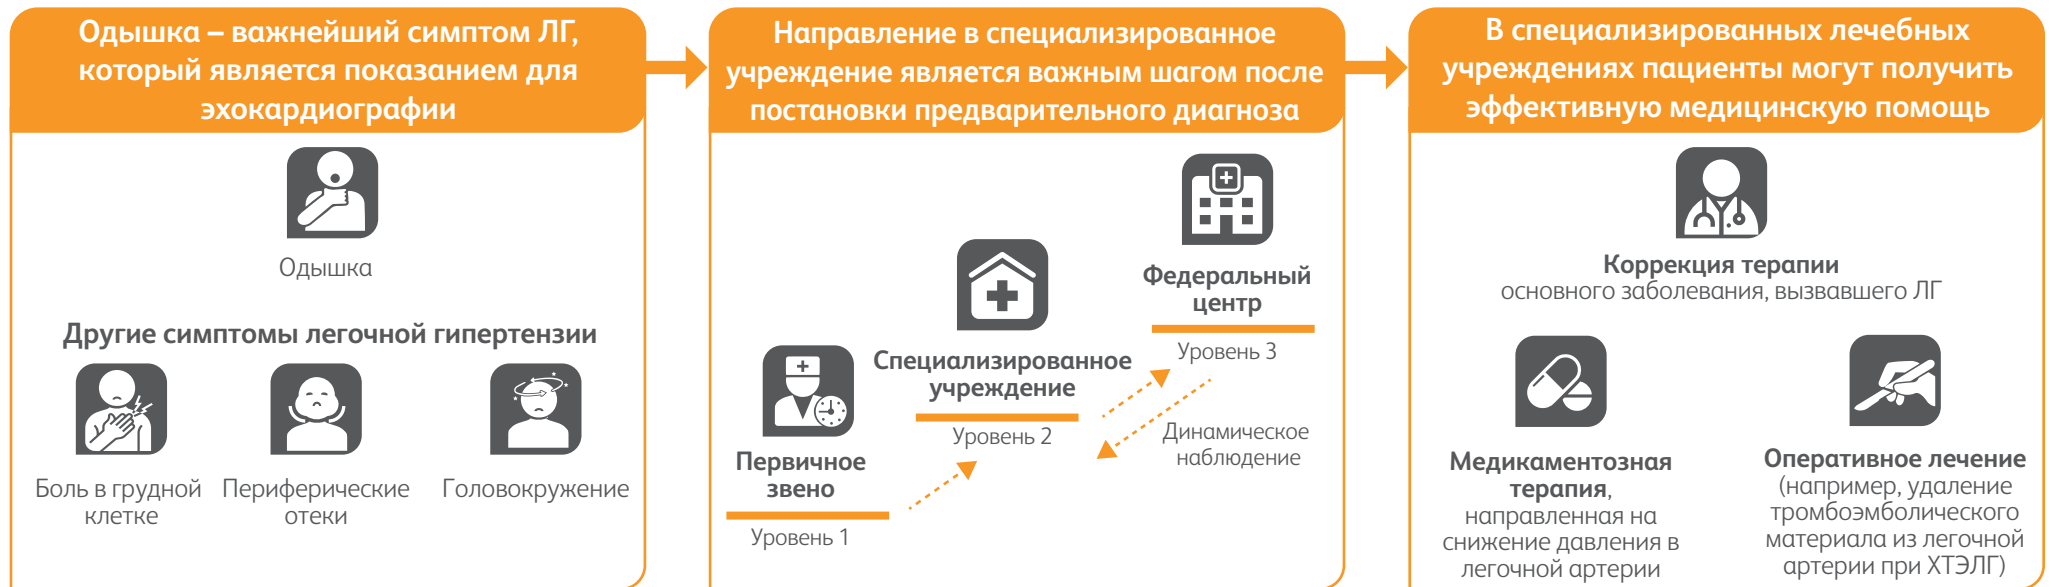 Одышка – важнейший симптом ЛГ,
который является показанием для
эхокардиографии
Одышка
Другие симптомы легочной гипертензии
Боль в грудной
клетке
Периферические
отеки
Головокружение
Направление в специализированное
учреждение является важным шагом после
постановки предварительного диагноза
Первичное
звено
Уровень 1
Специализированное
учреждение
Уровень 2
Федеральный
центр
Уровень 3
Динамическое
наблюдение
В специализированных лечебных
учреждениях пациенты могут получить
эффективную медицинскую помощь
Коррекция терапии
основного заболевания, вызвавшего ЛГ
Медикаментозная
терапия,
направленная на
снижение давления в
легочной артерии
Оперативное лечение
(например, удаление
тромбоэмболического
материала из легочной
артерии при ХТЭЛГ)